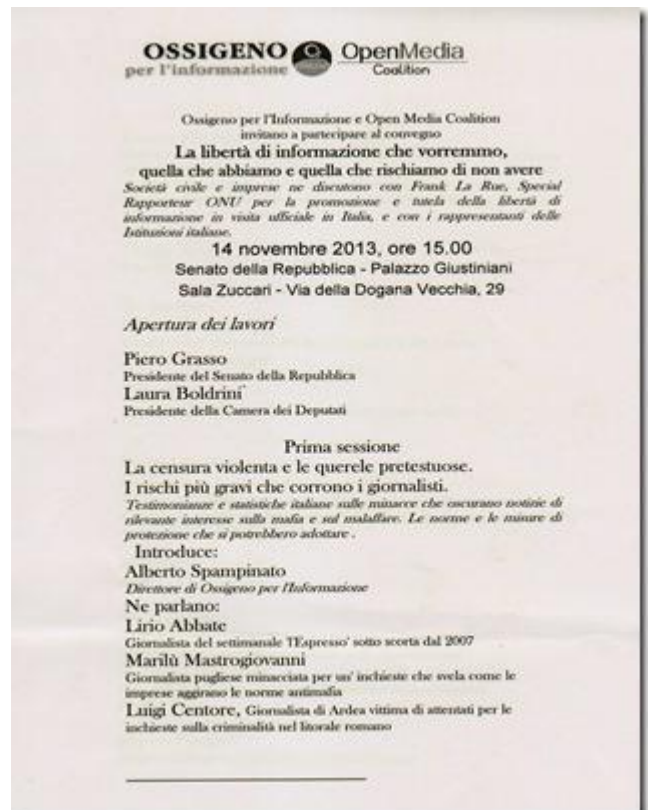 OSSIGENO OpenMedia
per l'informazione Coalition
Ossigeno per l'Informazione e Open Media Coalition
invitano a partecipare al convegno
La libertà di informazione che vorremmo,
quella che abbiamo e quella che rischiamo di non avere
Società civile e imprese ne discutono con Frank La Rue, Special
Rapporteur ONU per la promozione e tutela della libertà di
informazione in visita ufficiale in Italia, e con i rappresentanti delle
Istituzioni italiane.
14 novembre 2013, ore 15.00
Senato della Repubblica - Palazzo Giustiniani
Sala Zuccari - Via della Dogana Vecchia, 29
Apertura dei lavori
Piero Grasso
Presidente del Senato della Repubblica
Laura Boldrini
Presidente della Camera dei Deputati
Prima sessione
La censura violenta e le querele pretestuose.
I rischi più gravi che corrono i giornalisti.
Testimonianze e statistiche italiane sulle minacce che oscurano notizie di
rilevante interesse sulla mafia e sul malaffare. Le norme e le misure di
protezione che si potrebbero adottare .
Introduce:
Alberto Spampinato
Direttore di Ossigeno per l'Informazione
Ne parlano:
Lirio Abbate
Giornalista del settimanale 'l'Espresso' sotto scorta dal 2007
Marilù Mastrogiovanni
Giornalista pugliese minacciata per un' inchieste che svela come le
imprese aggirano le norme antimafia
Luigi Centore, Giornalista di Ardea vittima di attentati per le
inchieste sulla criminalità nel litorale romano